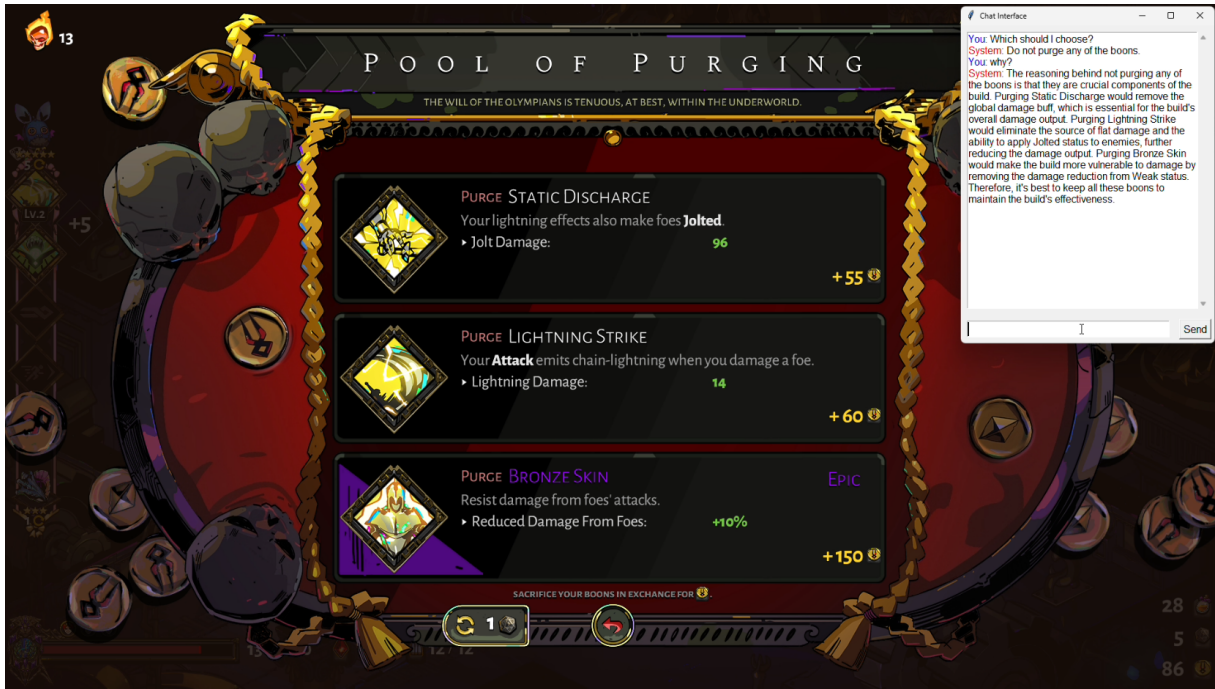 13
POOL OF PURGING
THE WILL OF THE OLYMPIANS IS TENUOUS, AT BEST, WITHIN THE UNDERWORLD.
Lv.2
+5
PURGE STATIC DISCHARGE
Your lightning effects also make foes Jolted.
▸ Jolt Damage: 96
+55
PURGE LIGHTNING STRIKE
Your Attack emits chain-lightning when you damage a foe.
▸ Lightning Damage: 14
+60
PURGE BRONZE SKIN EPIC
Resist damage from foes' attacks.
▸ Reduced Damage From Foes: +10%
+150
SACRIFICE YOUR BOONS IN EXCHANGE FOR .
1
12/12
28
5
86
Chat Interface
You: Which should I choose?
System: Do not purge any of the boons.
You: why?
System: The reasoning behind not purging any of
the boons is that they are crucial components of the
build. Purging Static Discharge would remove the
global damage buff, which is essential for the build's
overall damage output. Purging Lightning Strike
would eliminate the source of flat damage and the
ability to apply Jolted status to enemies, further
reducing the damage output. Purging Bronze Skin
would make the build more vulnerable to damage by
removing the damage reduction from Weak status.
Therefore, it's best to keep all these boons to
maintain the build's effectiveness.
Send